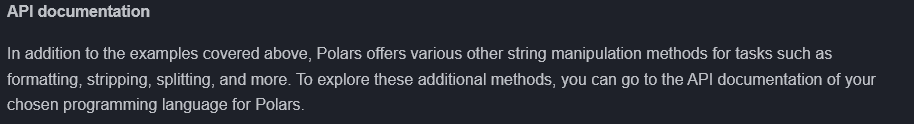 API documentation
In addition to the examples covered above, Polars offers various other string manipulation methods for tasks such as
formatting, stripping, splitting, and more. To explore these additional methods, you can go to the API documentation of your
chosen programming language for Polars.